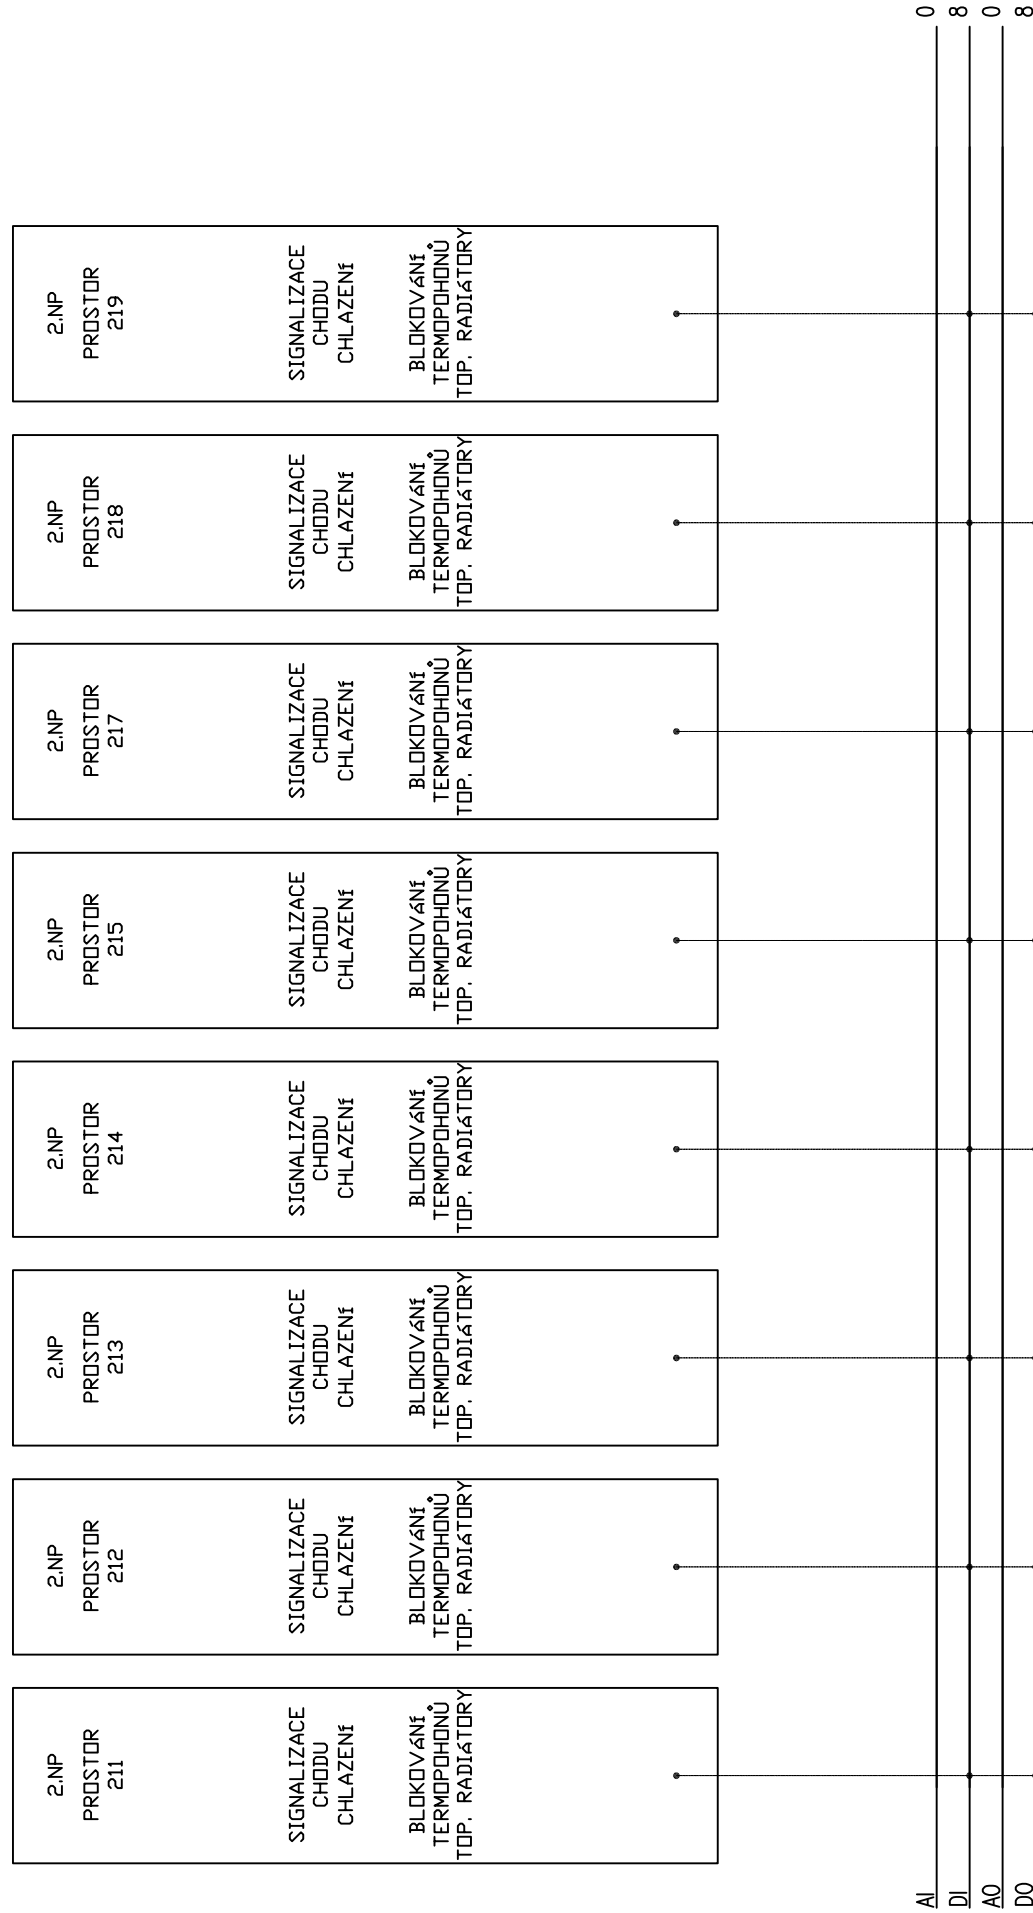 2.NP
PROSTOR
211
SIGNALIZACE
CHODU
CHLAZENÍ
BLOKOVÁNÍ
TERMOPOHONŮ
TOP. RADIÁTORY
2.NP
PROSTOR
212
SIGNALIZACE
CHODU
CHLAZENÍ
BLOKOVÁNÍ
TERMOPOHONŮ
TOP. RADIÁTORY
2.NP
PROSTOR
213
SIGNALIZACE
CHODU
CHLAZENÍ
BLOKOVÁNÍ
TERMOPOHONŮ
TOP. RADIÁTORY
2.NP
PROSTOR
214
SIGNALIZACE
CHODU
CHLAZENÍ
BLOKOVÁNÍ
TERMOPOHONŮ
TOP. RADIÁTORY
2.NP
PROSTOR
215
SIGNALIZACE
CHODU
CHLAZENÍ
BLOKOVÁNÍ
TERMOPOHONŮ
TOP. RADIÁTORY
2.NP
PROSTOR
217
SIGNALIZACE
CHODU
CHLAZENÍ
BLOKOVÁNÍ
TERMOPOHONŮ
TOP. RADIÁTORY
2.NP
PROSTOR
218
SIGNALIZACE
CHODU
CHLAZENÍ
BLOKOVÁNÍ
TERMOPOHONŮ
TOP. RADIÁTORY
2.NP
PROSTOR
219
SIGNALIZACE
CHODU
CHLAZENÍ
BLOKOVÁNÍ
TERMOPOHONŮ
TOP. RADIÁTORY
AI 0
DI 8
AO 0
DO 8